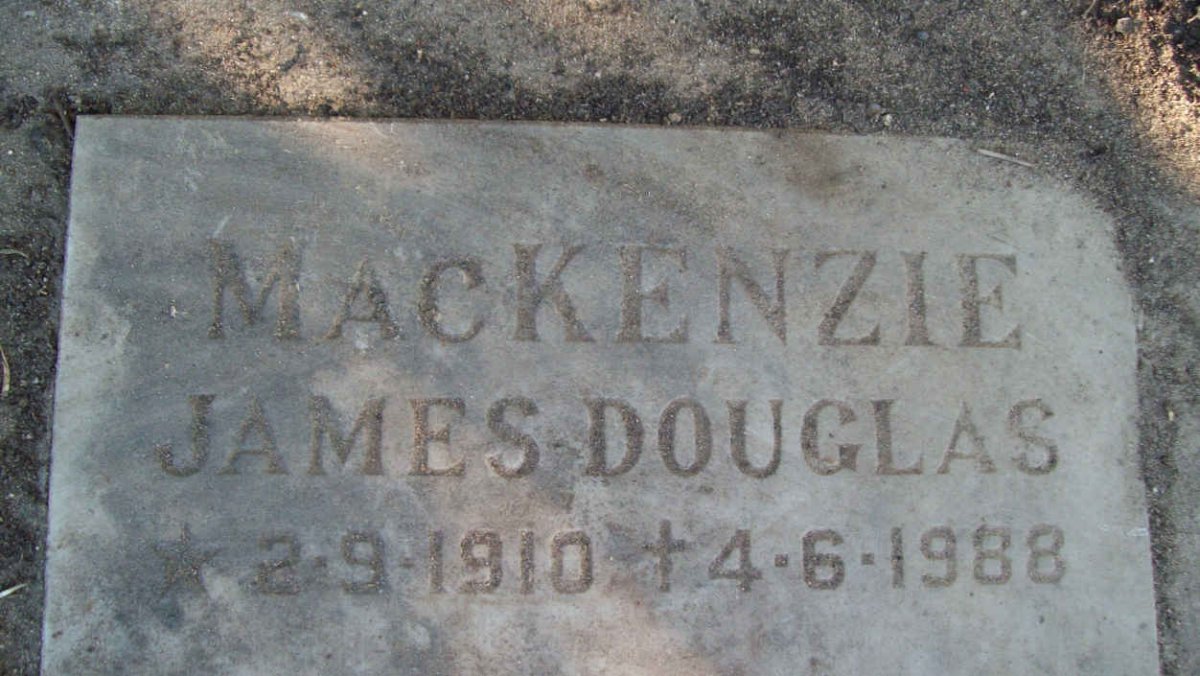 MacKENZIE
JAMES DOUGLAS
★ 2·9·1910 † 4·6·1988